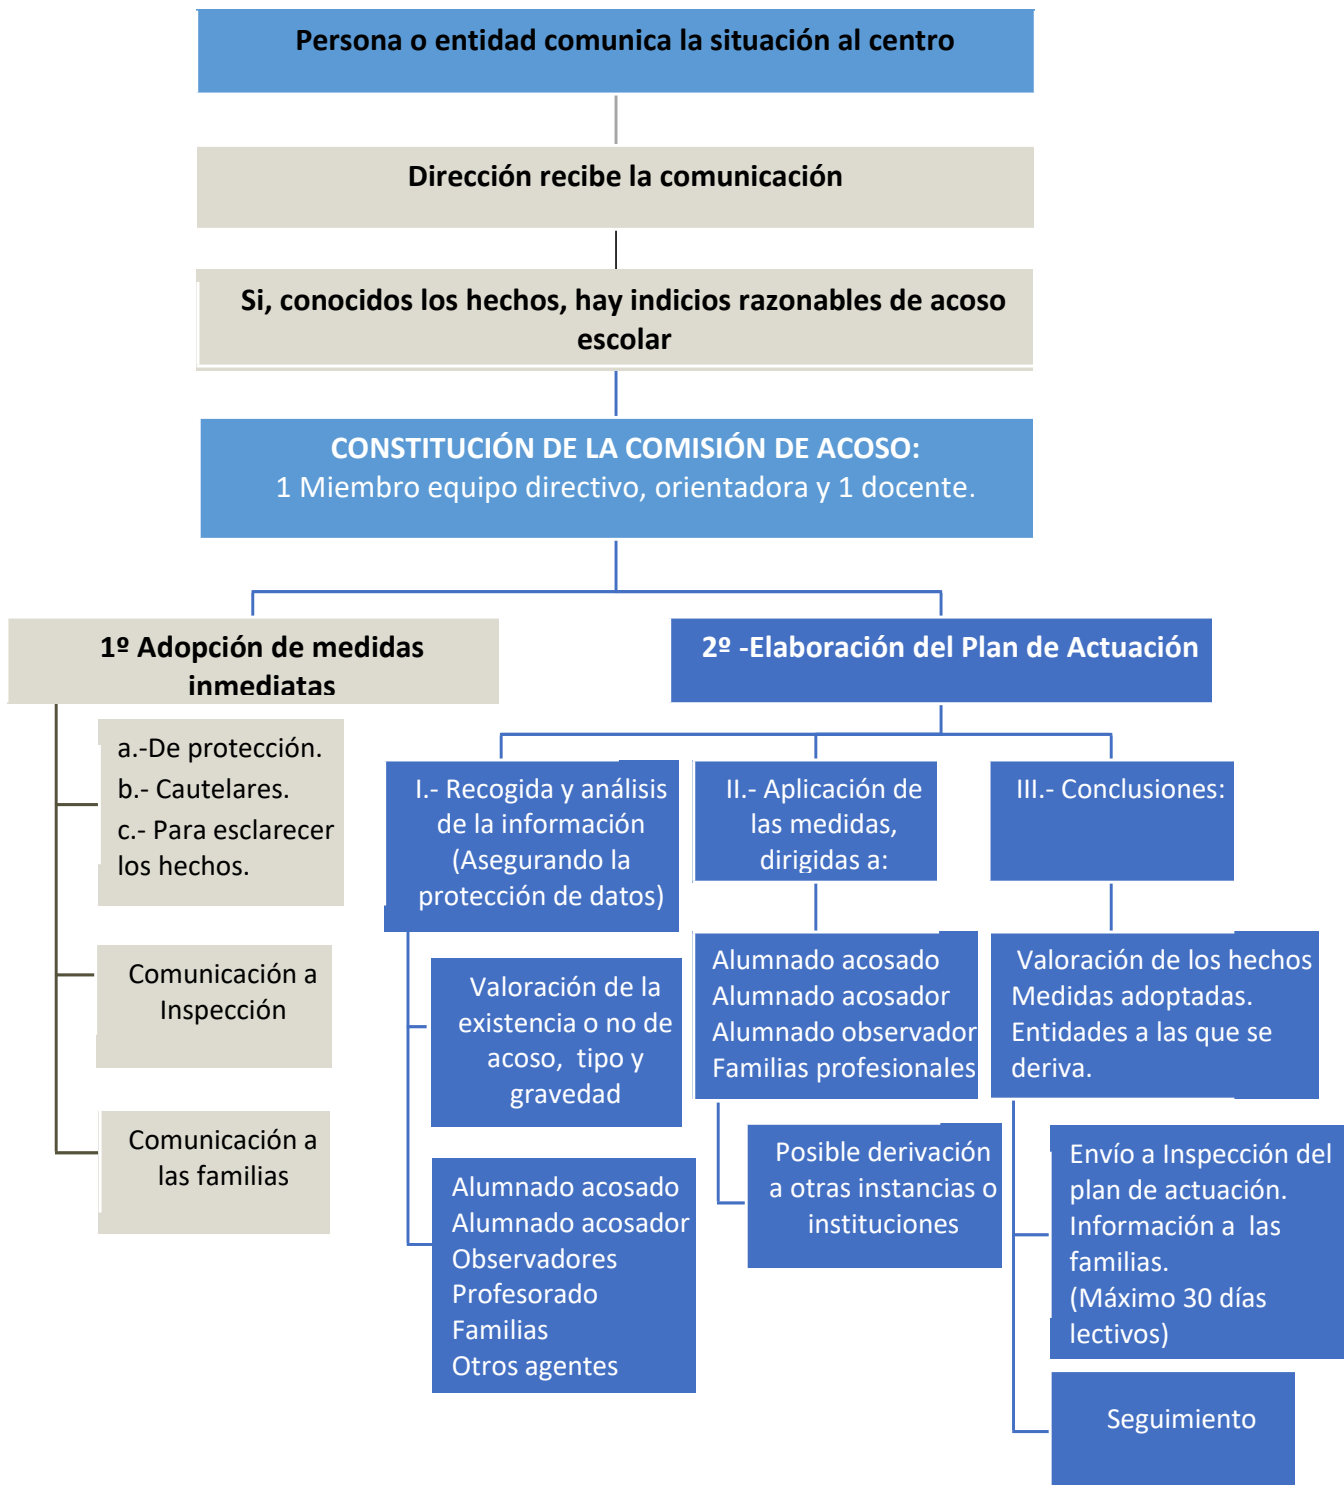 Persona o entidad comunica la situación al centro
Dirección recibe la comunicación
Si, conocidos los hechos, hay indicios razonables de acoso
escolar
CONSTITUCIÓN DE LA COMISIÓN DE ACOSO:
1 Miembro equipo directivo, orientadora y 1 docente.
1º Adopción de medidas
inmediatas
a.-De protección.
b.- Cautelares.
c.- Para esclarecer
los hechos.
Comunicación a
Inspección
Comunicación a
las familias
2º -Elaboración del Plan de Actuación
I.- Recogida y análisis
de la información
(Asegurando la
protección de datos)
Valoración de la
existencia o no de
acoso, tipo y
gravedad
Alumnado acosado
Alumnado acosador
Observadores
Profesorado
Familias
Otros agentes
II.- Aplicación de
las medidas,
dirigidas a:
Alumnado acosado
Alumnado acosador
Alumnado observador
Familias profesionales
Posible derivación
a otras instancias o
instituciones
III.- Conclusiones:
Valoración de los hechos
Medidas adoptadas.
Entidades a las que se
deriva.
Envío a Inspección del
plan de actuación.
Información a las
familias.
(Máximo 30 días
lectivos)
Seguimiento